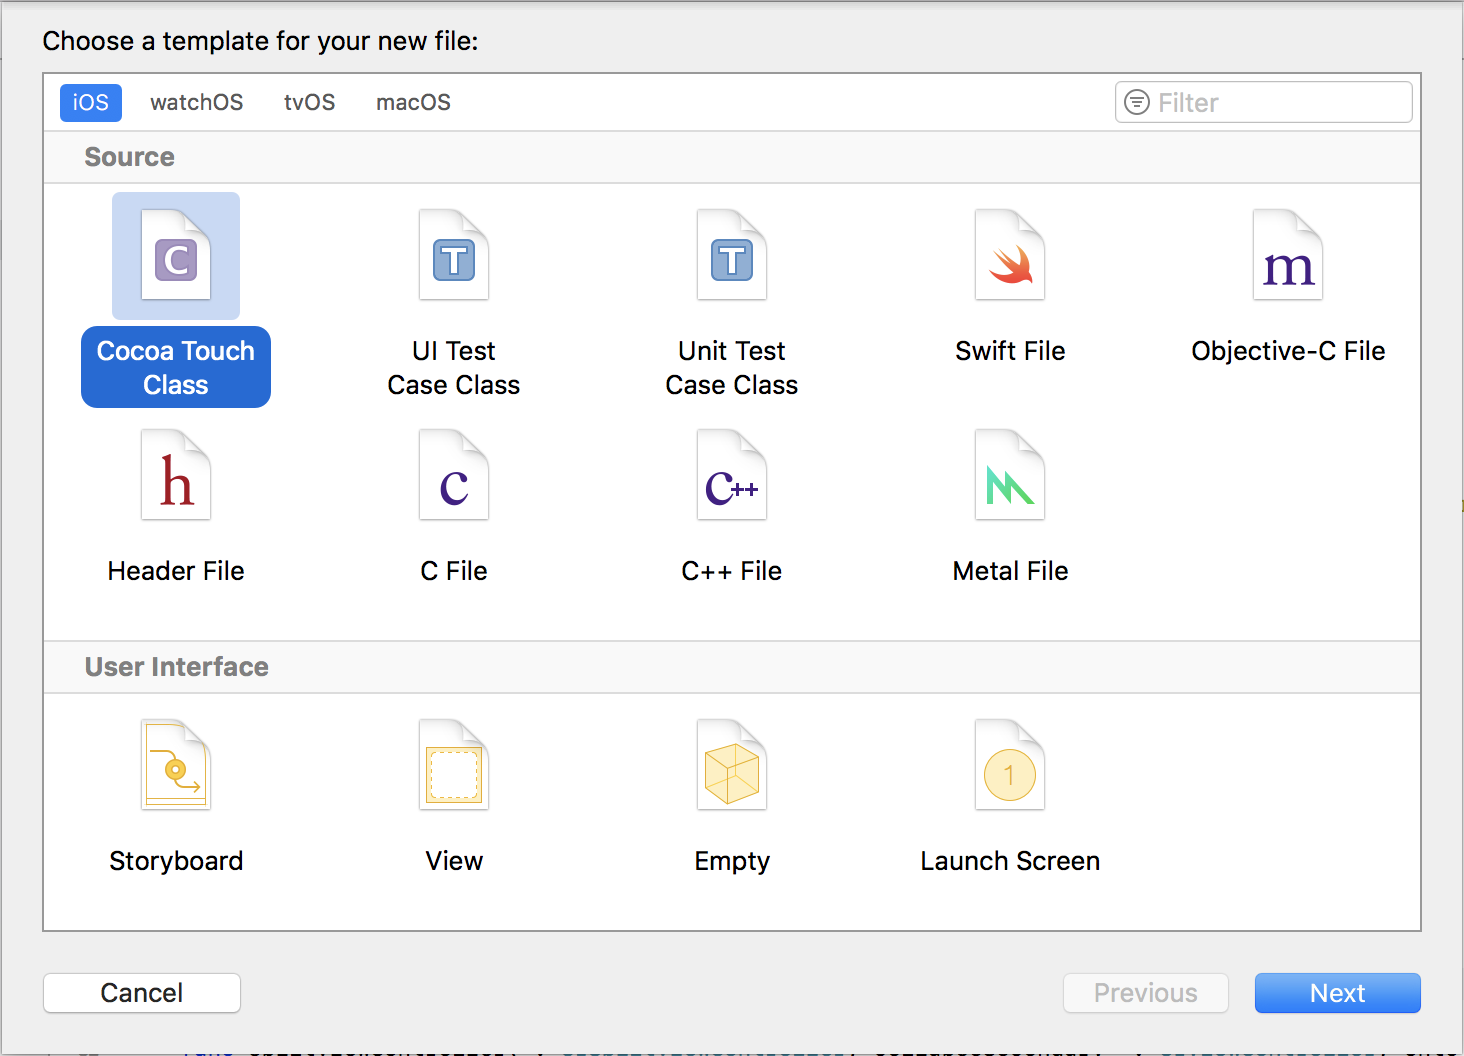 Choose a template for your new file:
iOS watchOS tvOS macOS Filter
Source
C T T m
Cocoa Touch UI Test Unit Test Swift File Objective-C File
Class Case Class Case Class
h c C++
Header File C File C++ File Metal File
User Interface
1
Storyboard View Empty Launch Screen
Cancel Previous Next